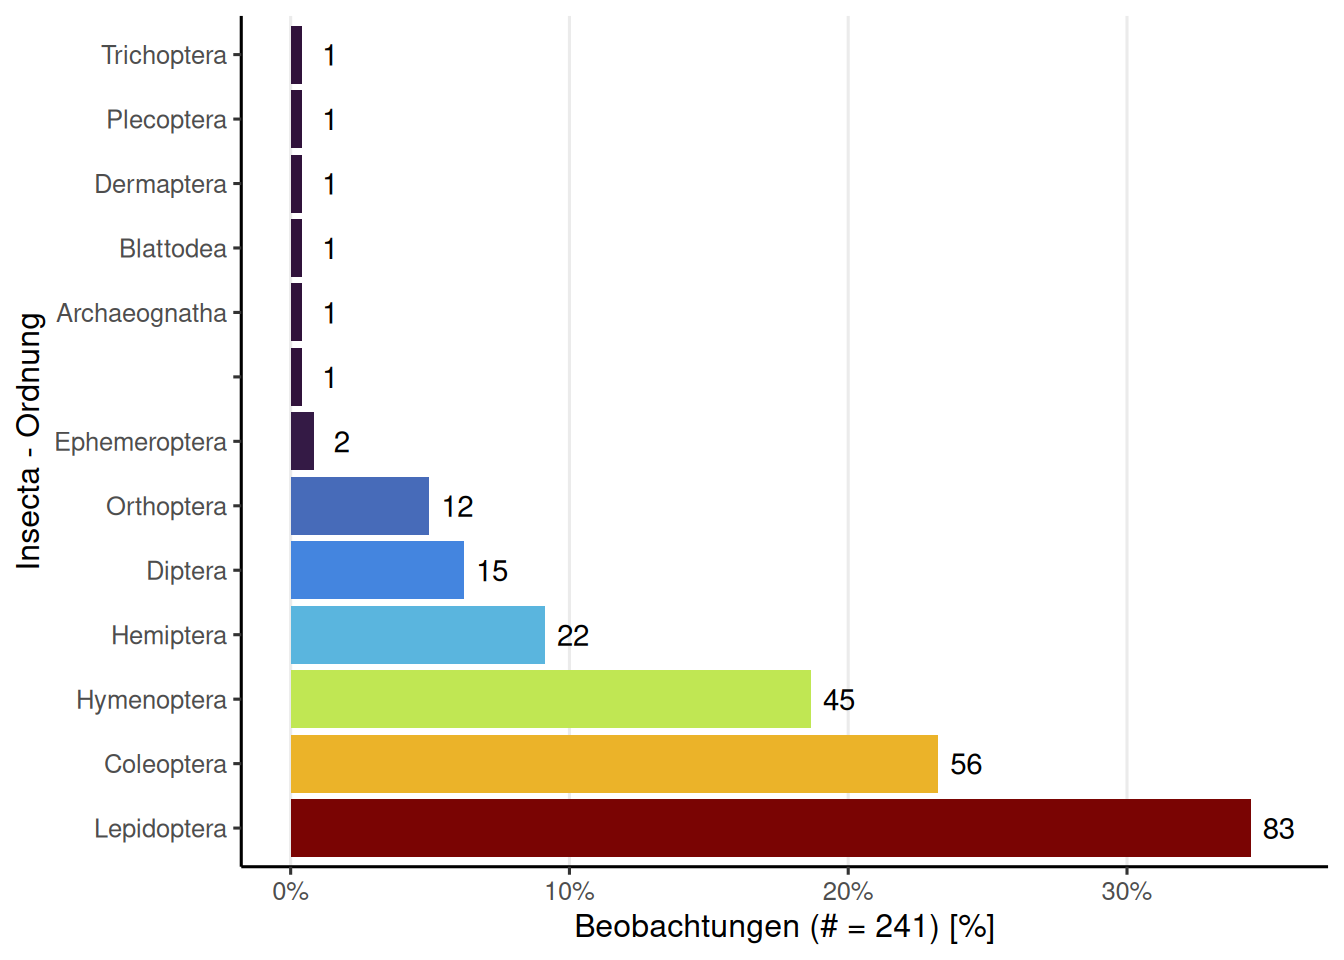 Insecta - Ordnung
Trichoptera 1
Plecoptera 1
Dermaptera 1
Blattodea 1
Archaeognatha 1
1
Ephemeroptera 2
Orthoptera 12
Diptera 15
Hemiptera 22
Hymenoptera 45
Coleoptera 56
Lepidoptera 83
0% 10% 20% 30%
Beobachtungen (# = 241) [%]